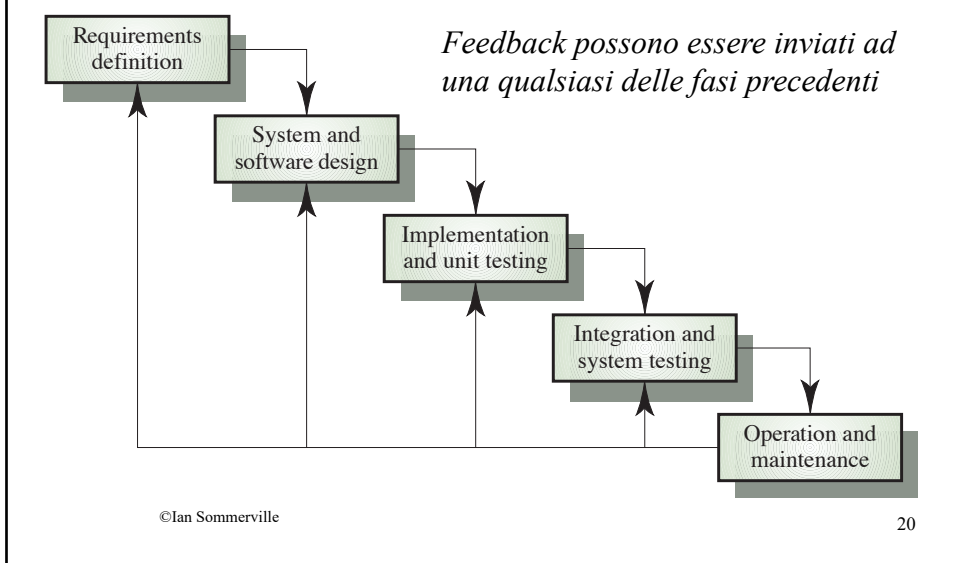 Requirements
definition
Feedback possono essere inviati ad
una qualsiasi delle fasi precedenti
System and
software design
Implementation
and unit testing
Integration and
system testing
Operation and
maintenance
©Ian Sommerville
20